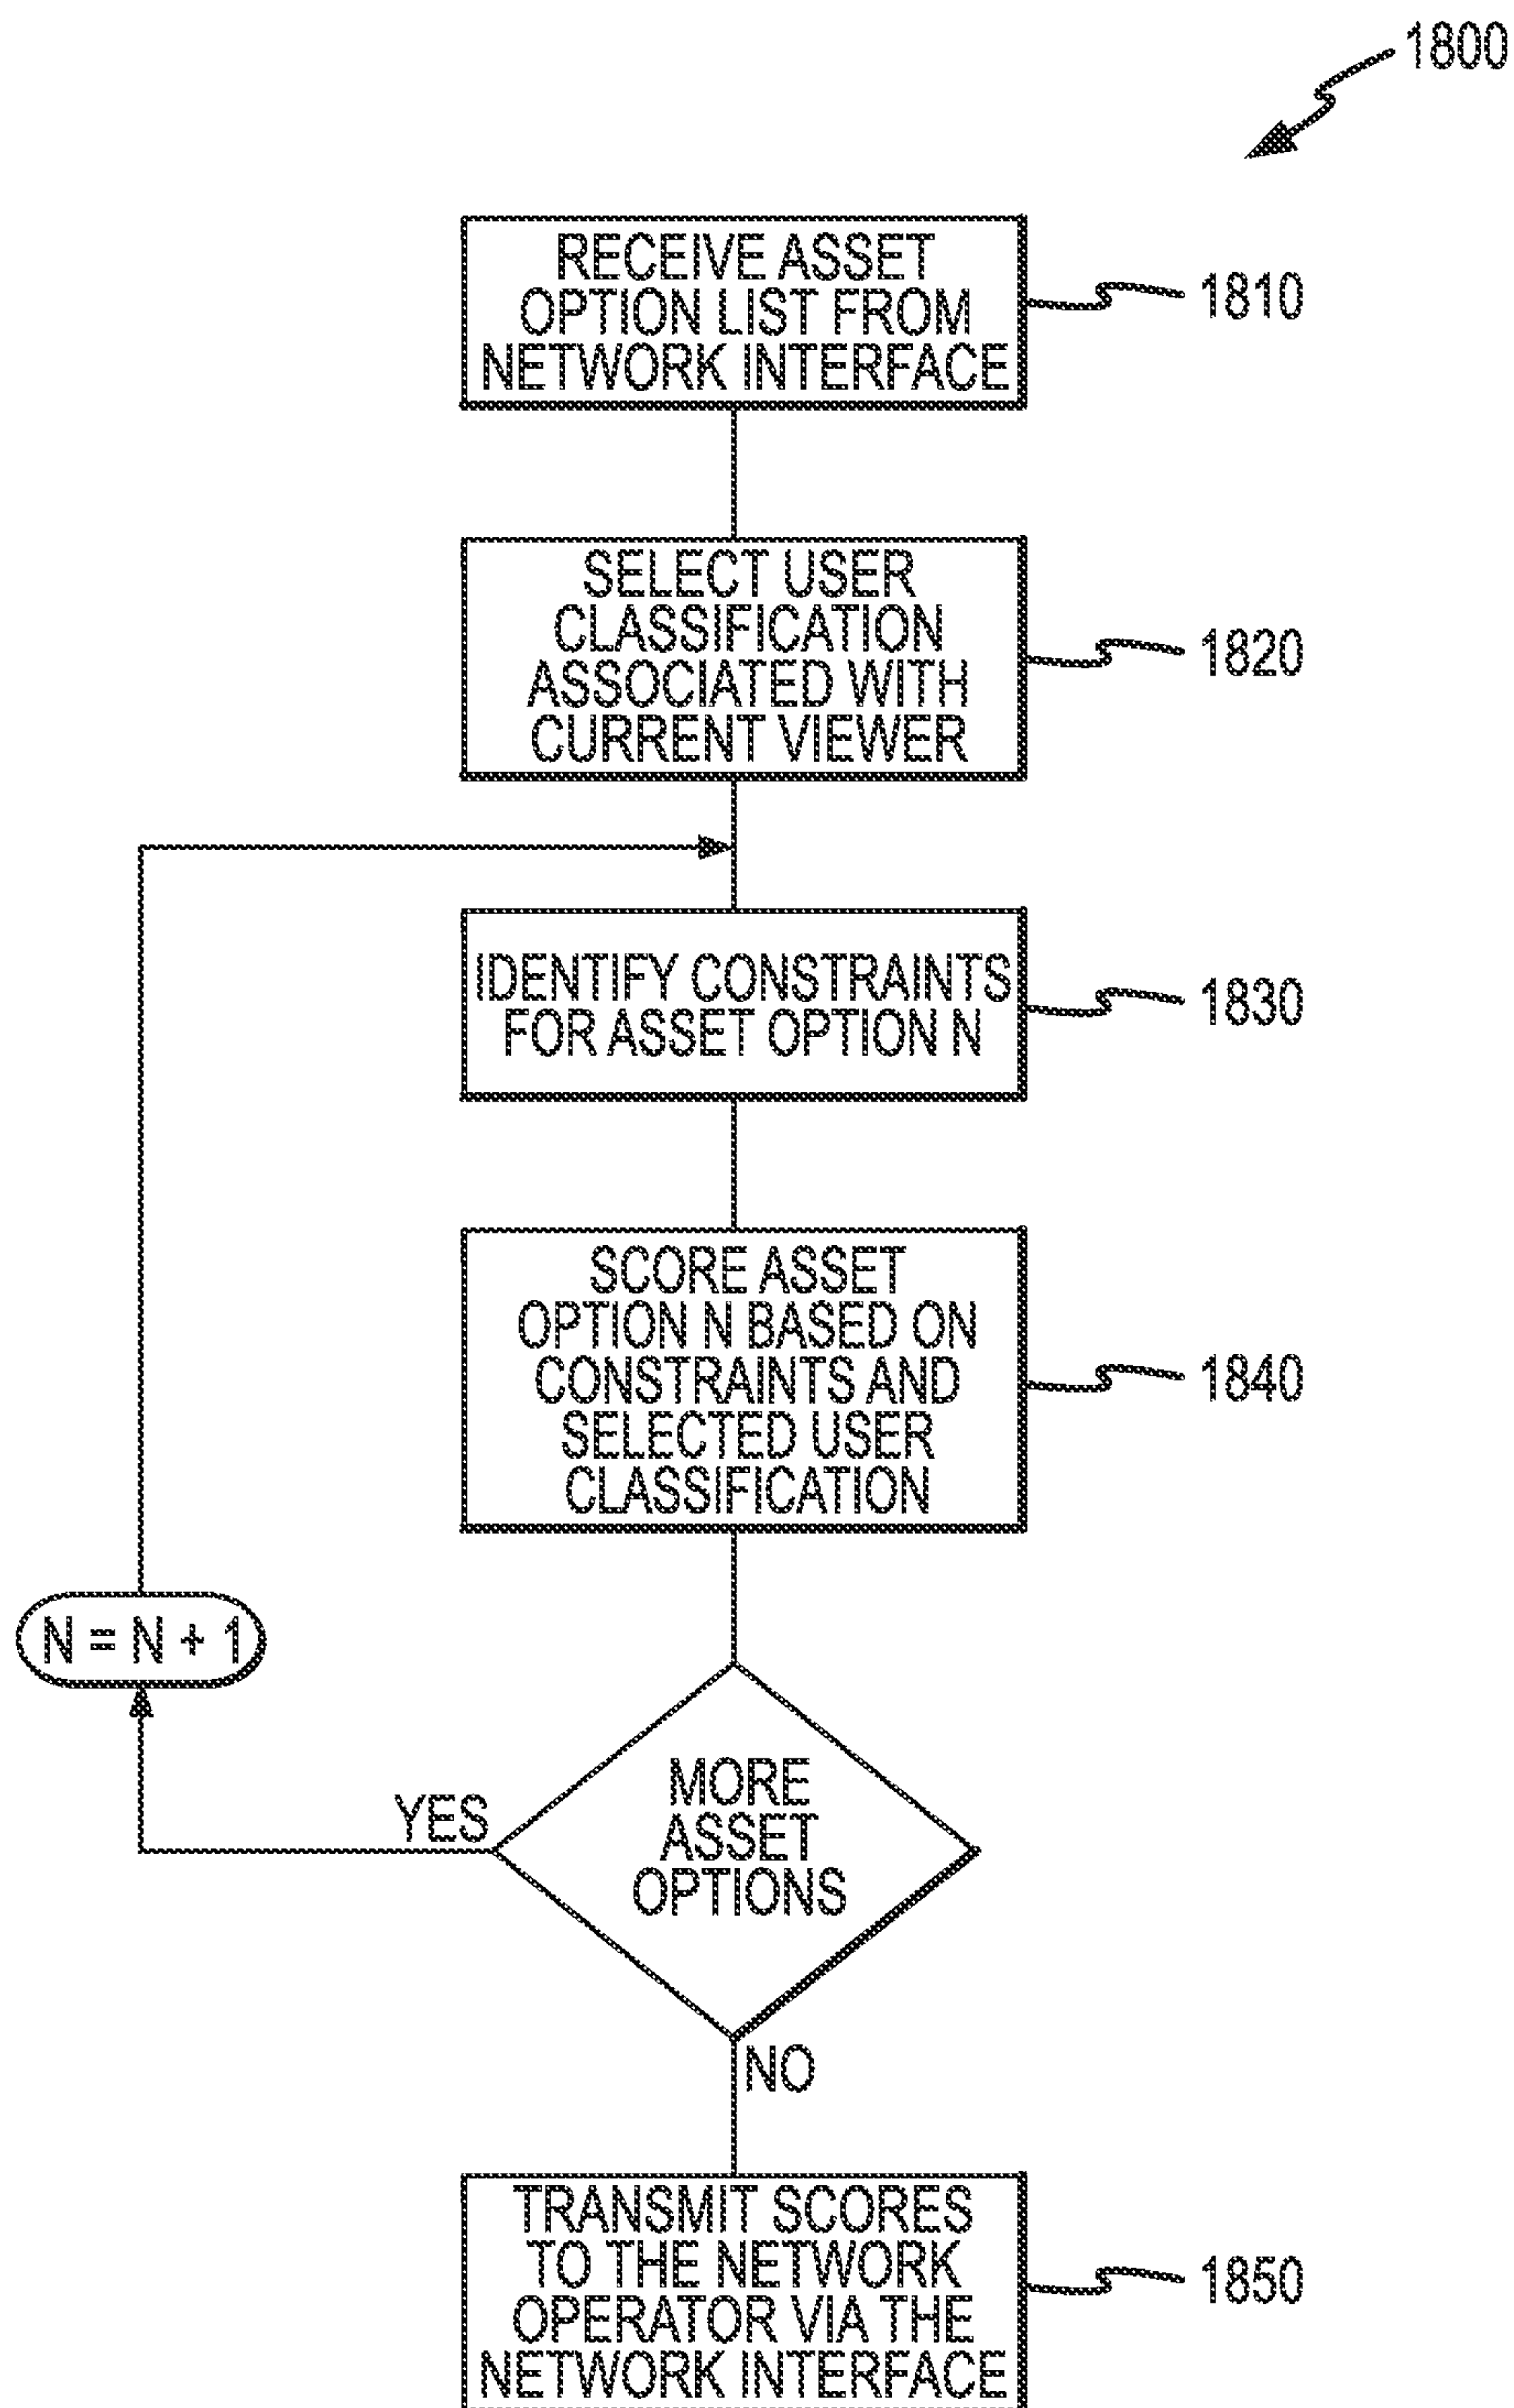 1800
RECEIVE ASSET
OPTION LIST FROM
NETWORK INTERFACE
1810
SELECT USER
CLASSIFICATION
ASSOCIATED WITH
CURRENT VIEWER
1820
IDENTIFY CONSTRAINTS
FOR ASSET OPTION N
1830
SCORE ASSET
OPTION N BASED ON
CONSTRAINTS AND
SELECTED USER
CLASSIFICATION
1840
N = N + 1
MORE
ASSET
OPTIONS
YES
NO
TRANSMIT SCORES
TO THE NETWORK
OPERATOR VIA THE
NETWORK INTERFACE
1850